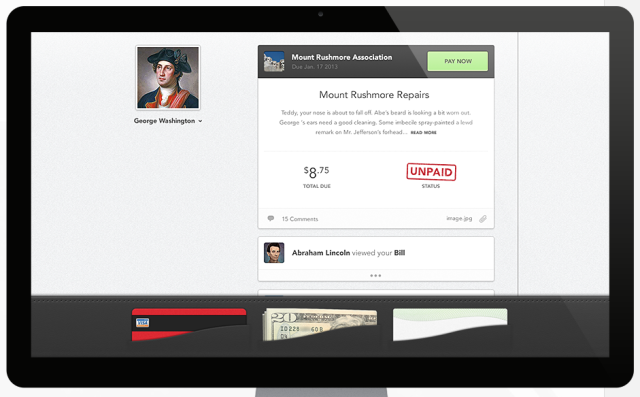 Mount Rushmore Association
Due Jan. 17 2013
PAY NOW
George Washington
Mount Rushmore Repairs
Teddy, your nose is about to fall off. Abe's beard is looking a bit worn out.
George 's ears need a good cleaning. Some imbecile spray-painted a lewd
remark on Mr. Jefferson's forhead... READ MORE
$8.75
TOTAL DUE
UNPAID
STATUS
15 Comments
image.jpg
Abraham Lincoln viewed your Bill
VISA
20